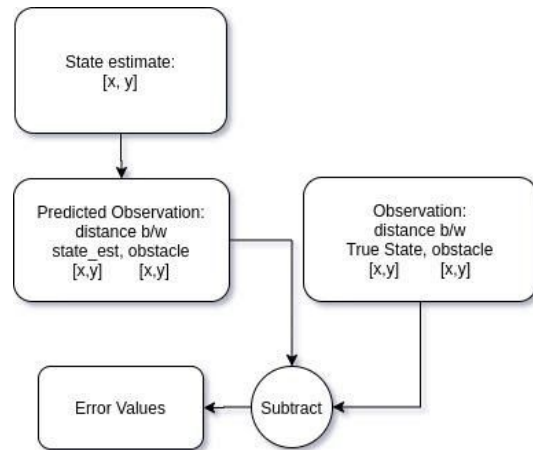 State estimate:
[x, y]
Predicted Observation:
distance b/w
state_est, obstacle
[x,y] [x,y]
Observation:
distance b/w
True State, obstacle
[x,y] [x,y]
Error Values
Subtract